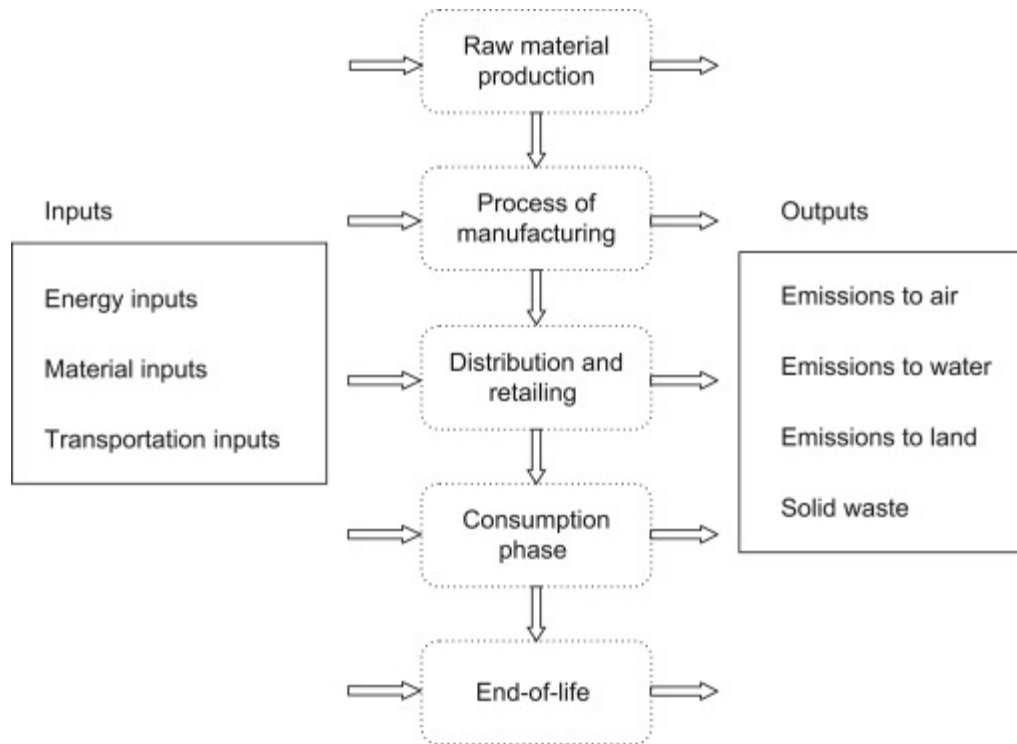 Raw material
production
Inputs
Process of
manufacturing
Outputs
Energy inputs
Material inputs
Transportation inputs
Distribution and
retailing
Emissions to air
Emissions to water
Emissions to land
Solid waste
Consumption
phase
End-of-life